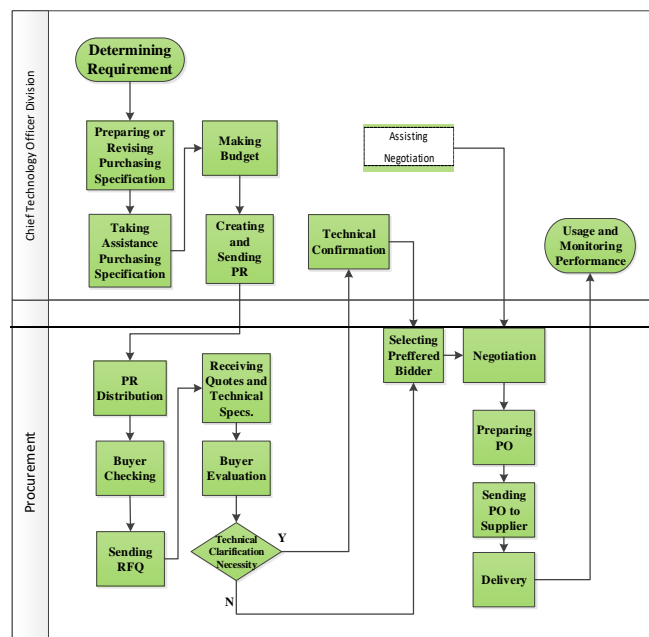 Chief Technology Officer Division
Determining
Requirement
Preparing or
Revising
Purchasing
Specification
Taking
Assistance
Purchasing
Specification
Making
Budget
Creating
and
Sending
PR
Technical
Confirmation
Assisting
Negotiation
Usage and
Monitoring
Performance
Procurement
PR
Distribution
Buyer
Checking
Sending
RFQ
Receiving
Quotes and
Technical
Specs.
Buyer
Evaluation
Technical
Clarification
Necessity
Y
N
Selecting
Preffered
Bidder
Negotiation
Preparing
PO
Sending
PO to
Supplier
Delivery